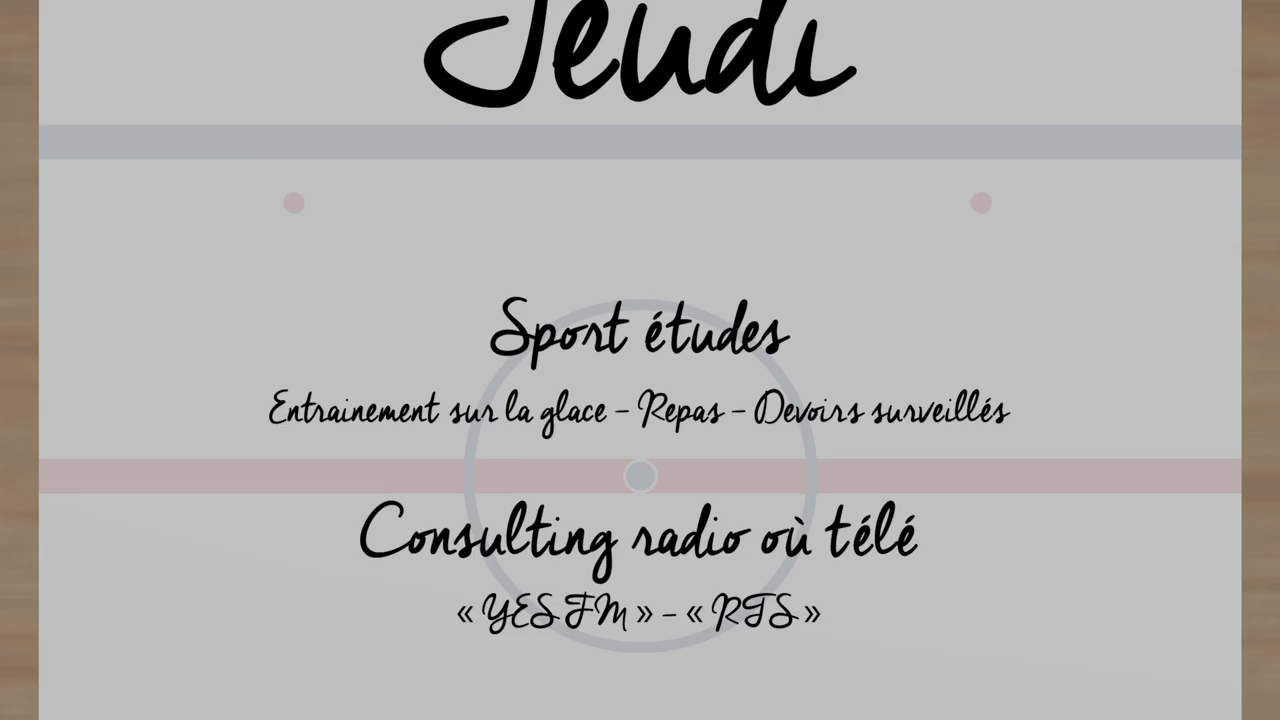 Jeudi
Sport études
Entrainement sur la glace - Repas - Devoirs surveillés
Consulting radio où télé
« YES FM » - « RTS »